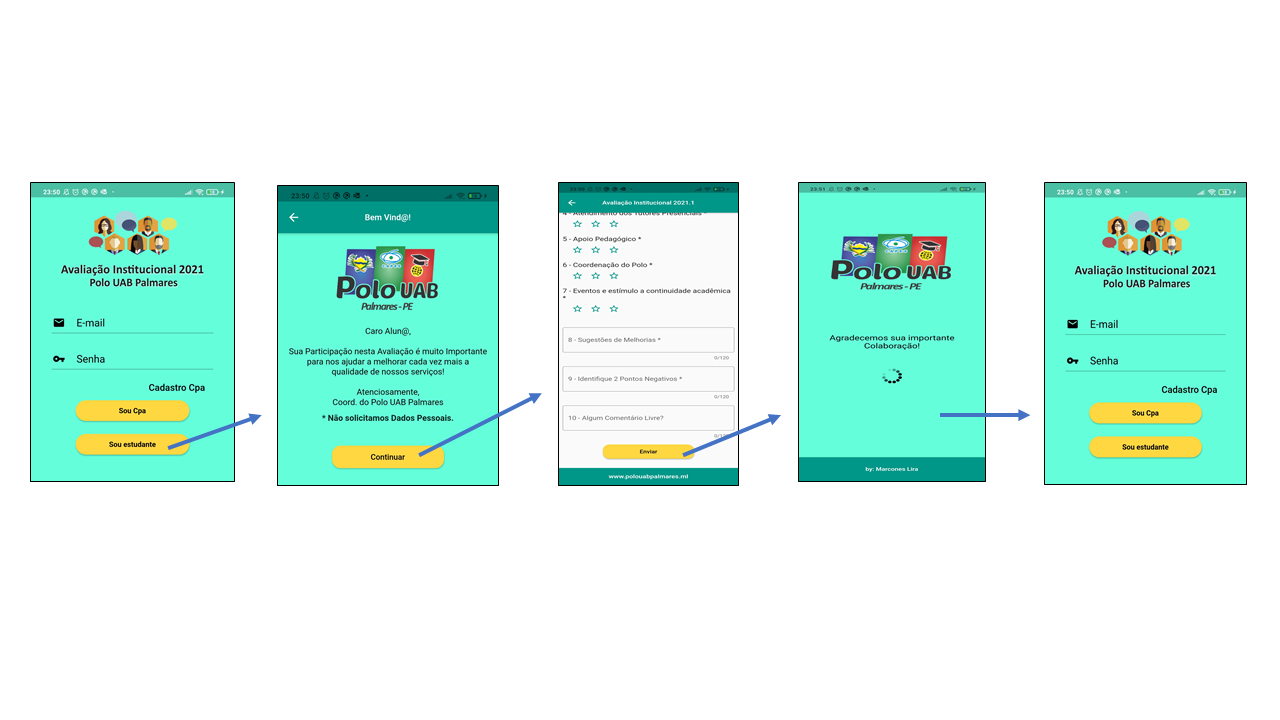 23:50
Avaliação Institucional 2021
Polo UAB Palmares
E-mail
Senha
Cadastro Cpa
Sou Cpa
Sou estudante
23:50
Bem Vind@!
Polo UAB
Palmares - PE
Caro Alun@,
Sua Participação nesta Avaliação é muito Importante
para nos ajudar a melhorar cada vez mais a
qualidade de nossos serviços!
Atenciosamente,
Coord. do Polo UAB Palmares
* Não solicitamos Dados Pessoais.
Continuar
23:50
Avaliação Institucional 2021.1
4 - Atendimento dos Tutores Presenciais *
5 - Apoio Pedagógico *
6 - Coordenação do Polo *
7 - Eventos e estímulo a continuidade acadêmica
*
8 - Sugestões de Melhorias *
0/120
9 - Identifique 2 Pontos Negativos *
0/120
10 - Algum Comentário Livre?
0/120
Enviar
www.polouabpalmares.ml
23:51
Polo UAB
Palmares - PE
Agradecemos sua importante
Colaboração!
by: Marcones Lira
23:50
Avaliação Institucional 2021
Polo UAB Palmares
E-mail
Senha
Cadastro Cpa
Sou Cpa
Sou estudante